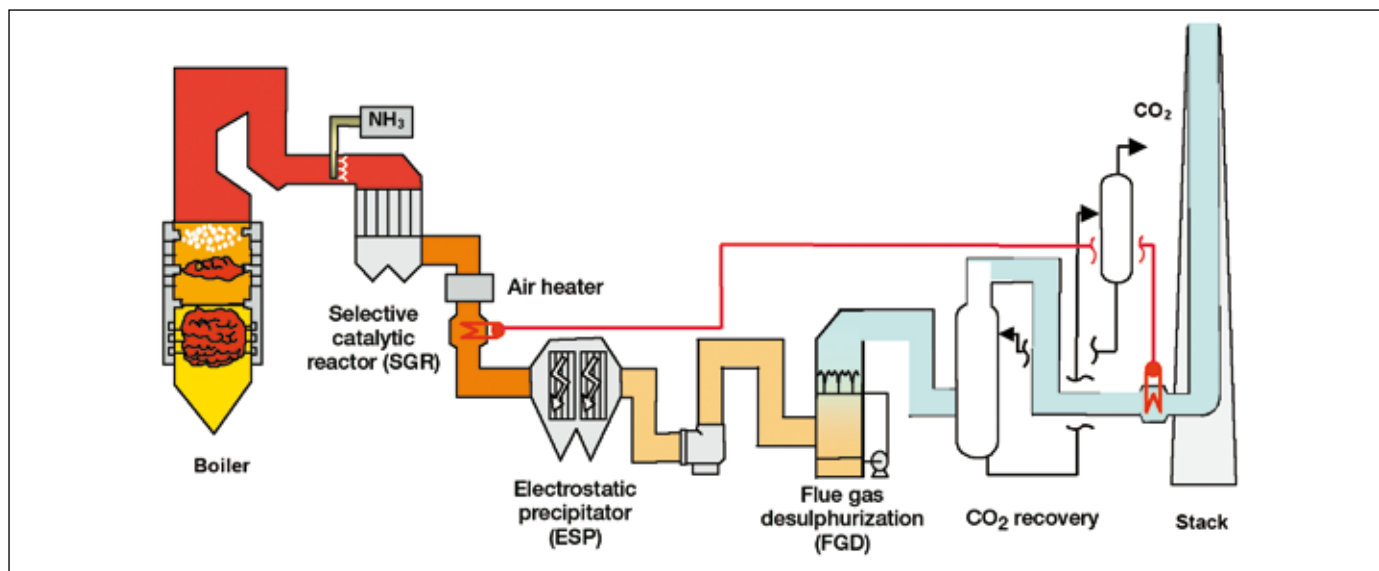 NH₃
CO₂
Air heater
Selective
catalytic
reactor (SGR)
Boiler
Electrostatic
precipitator
(ESP)
Flue gas
desulphurization
(FGD)
CO₂ recovery
Stack